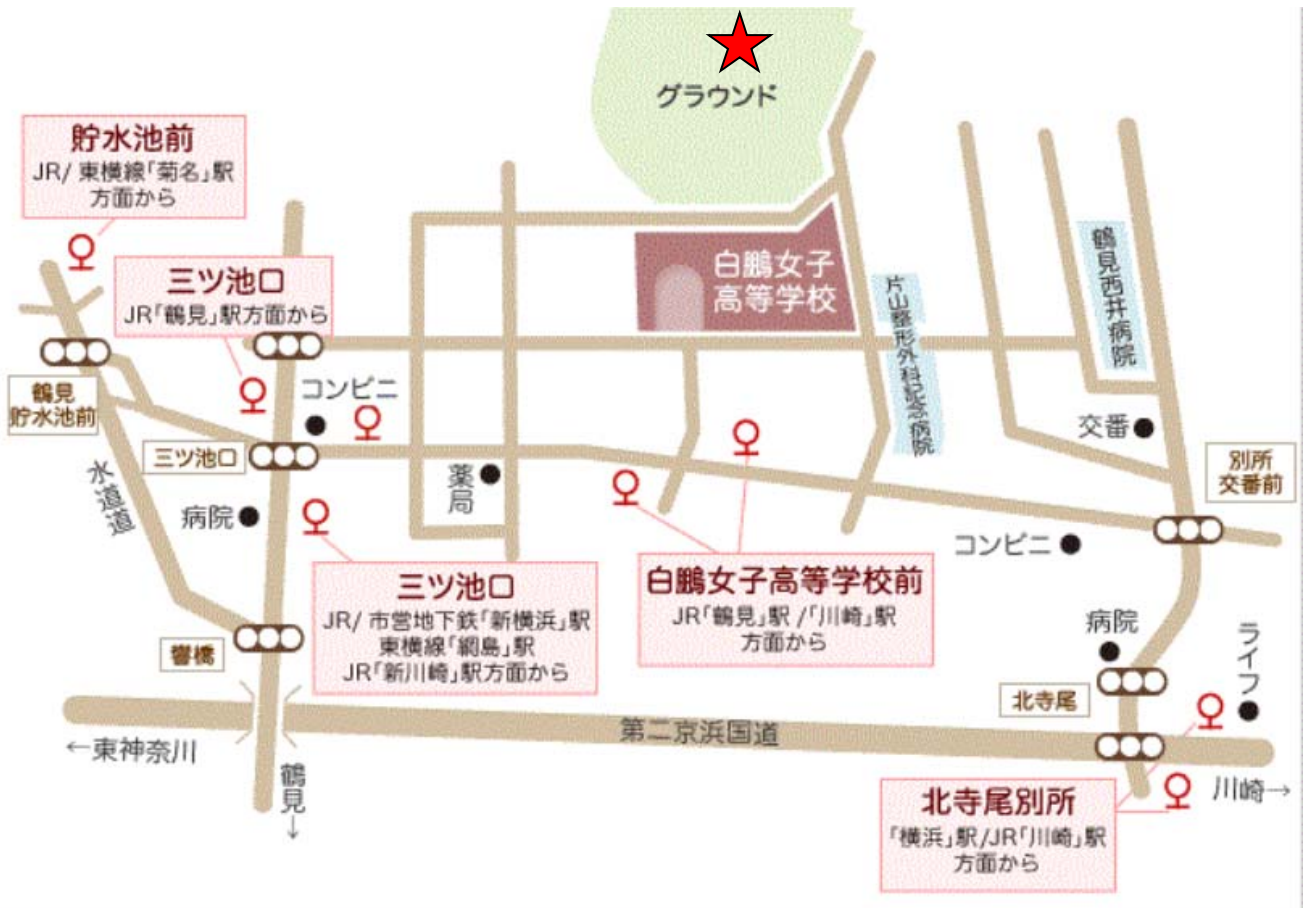 グラウンド
貯水池前
JR/ 東横線「菊名」駅
方面から
三ツ池口
JR「鶴見」駅方面から
白鵬女子
高等学校
片山整形外科記念病院
鶴見西井病院
鶴見
貯水池前
コンビニ
三ツ池口
水道道
病院
薬局
交番
別所
交番前
コンビニ
三ツ池口
JR/ 市営地下鉄「新横浜」駅
東横線「綱島」駅
JR「新川崎」駅方面から
白鵬女子高等学校前
JR「鶴見」駅 /「川崎」駅
方面から
響橋
病院
ライフ
北寺尾
第二京浜国道
←東神奈川
鶴見→
川崎→
北寺尾別所
「横浜」駅/JR「川崎」駅
方面から